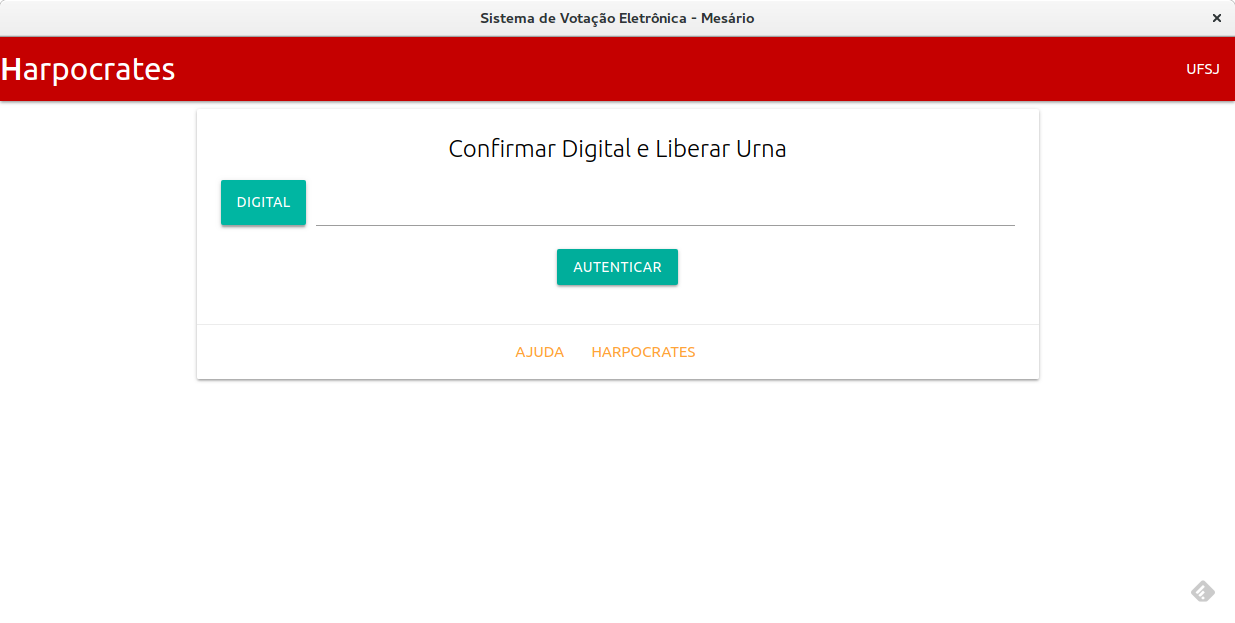 Sistema de Votação Eletrônica - Mesário
Harpocrates
UFSJ
Confirmar Digital e Liberar Urna
DIGITAL
AUTENTICAR
AJUDA HARPOCRATES